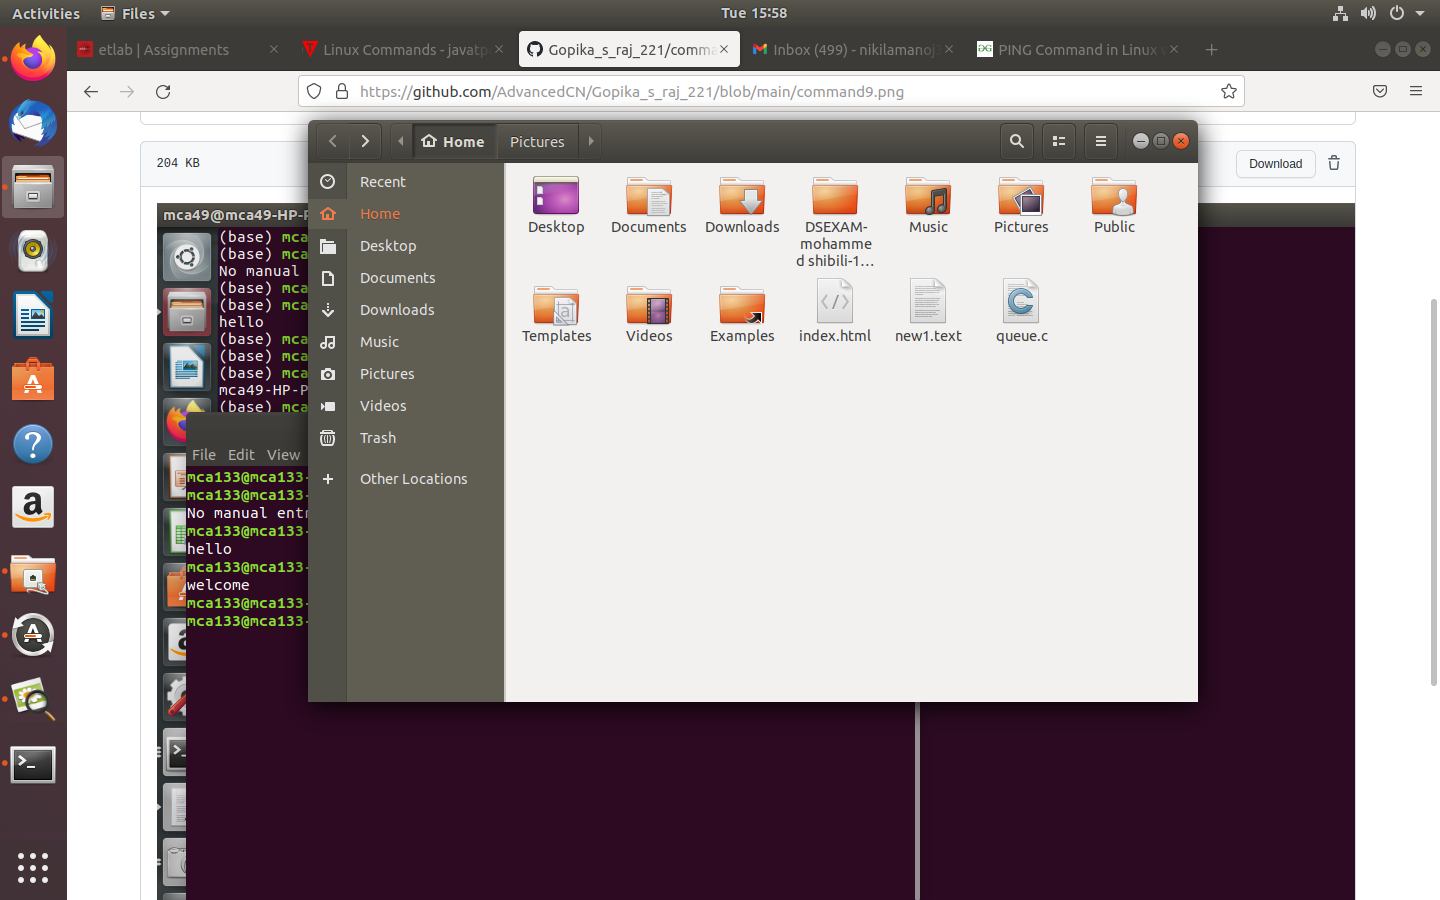 Activities
Files
Tue 15:58
etlab | Assignments
Linux Commands - javatp
Gopika_s_raj_221/comma
Inbox (499) - nikilamanoj
PING Command in Linux
https://github.com/AdvancedCN/Gopika_s_raj_221/blob/main/command9.png
204 KB
Download
Home
Pictures
Recent
Home
Desktop
Documents
Downloads
Music
Pictures
Videos
Trash
Other Locations
Desktop
Documents
Downloads
DSEXAM-
mohamme
d shibili-1...
Music
Pictures
Public
Templates
Videos
Examples
index.html
new1.text
queue.c
mca49@mca49-HP-P
(base) mca
(base) mca
No manual
(base) mca
(base) mca
hello
(base) mca
(base) mca
(base) mca
mca49-HP-P
(base) mca
File Edit View
mca133@mca133-
mca133@mca133-
No manual entr
mca133@mca133-
hello
mca133@mca133-
welcome
mca133@mca133-
mca133@mca133-